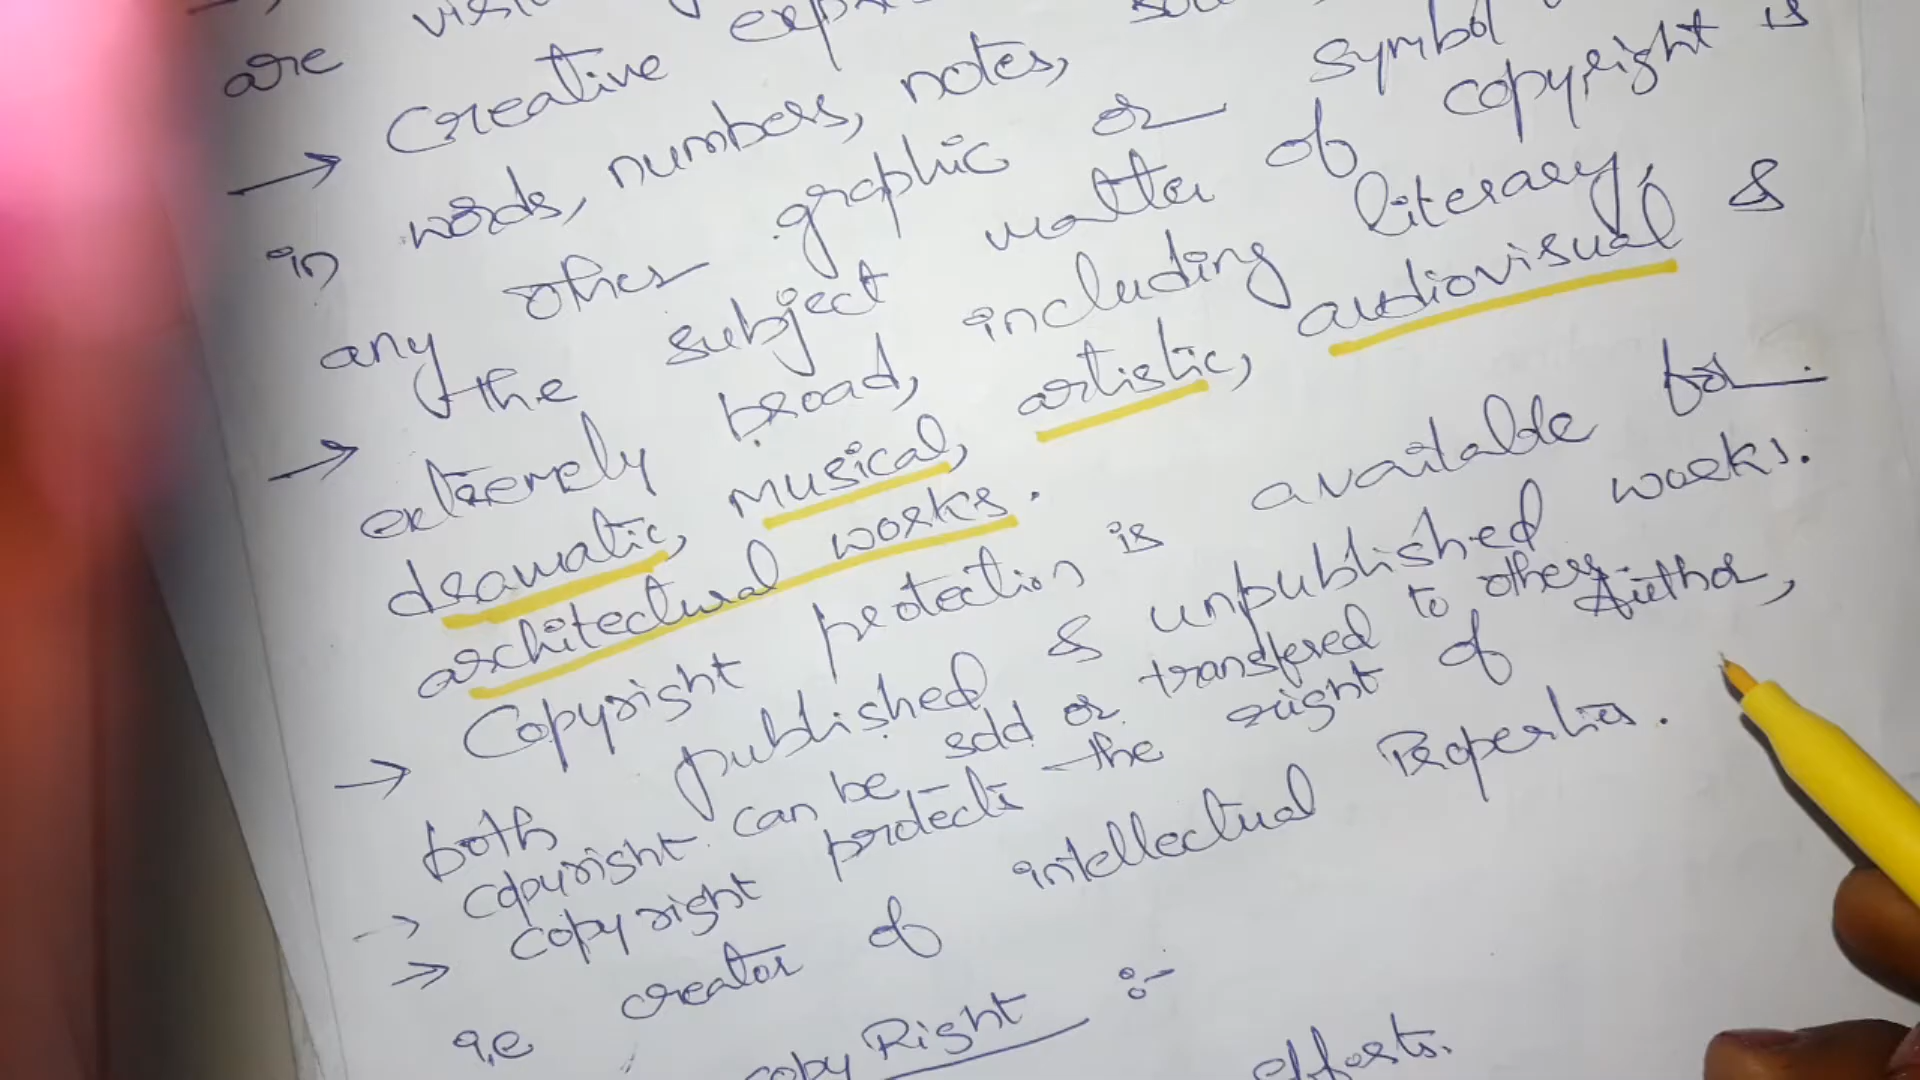 are
→ Creative
in words, numbers, notes,
any other graphic or symbol
→ the subject matter of copyright is
extremely broad, including literary,
dramatic, musical, artistic, audiovisual &
architectural works.
→ Copyright protection is available for
both published & unpublished works.
→ copyright can be sold or transfered to others.
→ copyright protects the right of Author,
i.e creator of intellectual Properties.
copy Right :-
efforts.